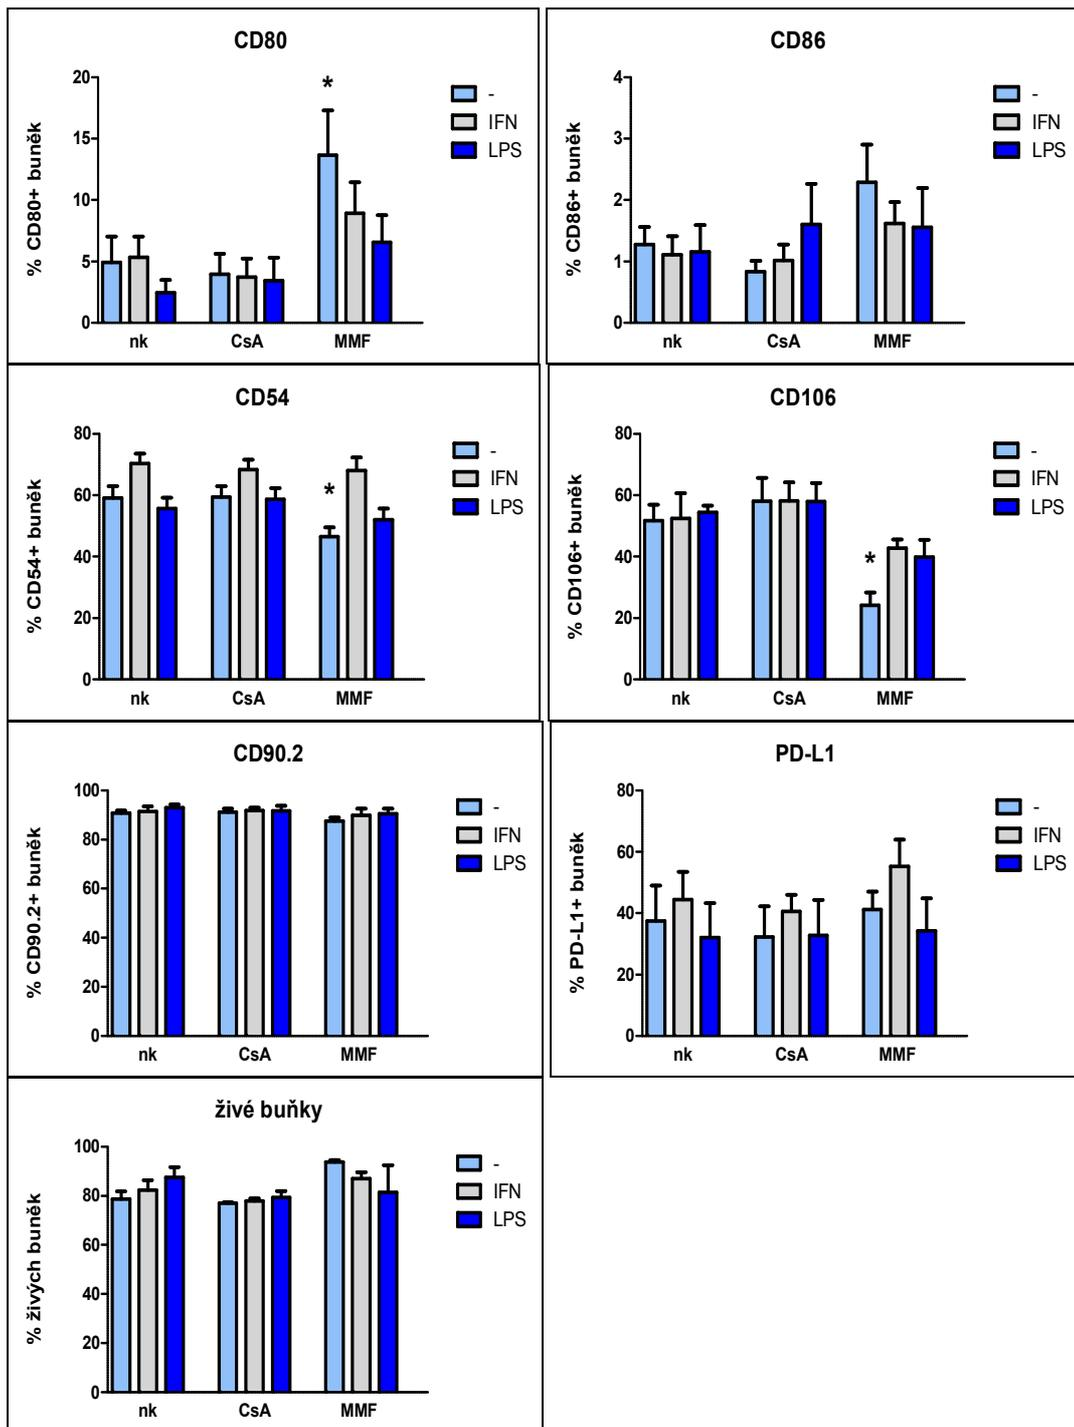 CD80
% CD80+ buněk
20
15
10
5
0
*
nk CsA MMF
-
IFN
LPS
CD86
% CD86+ buněk
4
3
2
1
0
nk CsA MMF
-
IFN
LPS
CD54
% CD54+ buněk
80
60
40
20
0
*
nk CsA MMF
-
IFN
LPS
CD106
% CD106+ buněk
80
60
40
20
0
*
nk CsA MMF
-
IFN
LPS
CD90.2
% CD90.2+ buněk
100
80
60
40
20
0
nk CsA MMF
-
IFN
LPS
PD-L1
% PD-L1+ buněk
80
60
40
20
0
nk CsA MMF
-
IFN
LPS
živé buňky
% živých buněk
100
80
60
40
20
0
nk CsA MMF
-
IFN
LPS